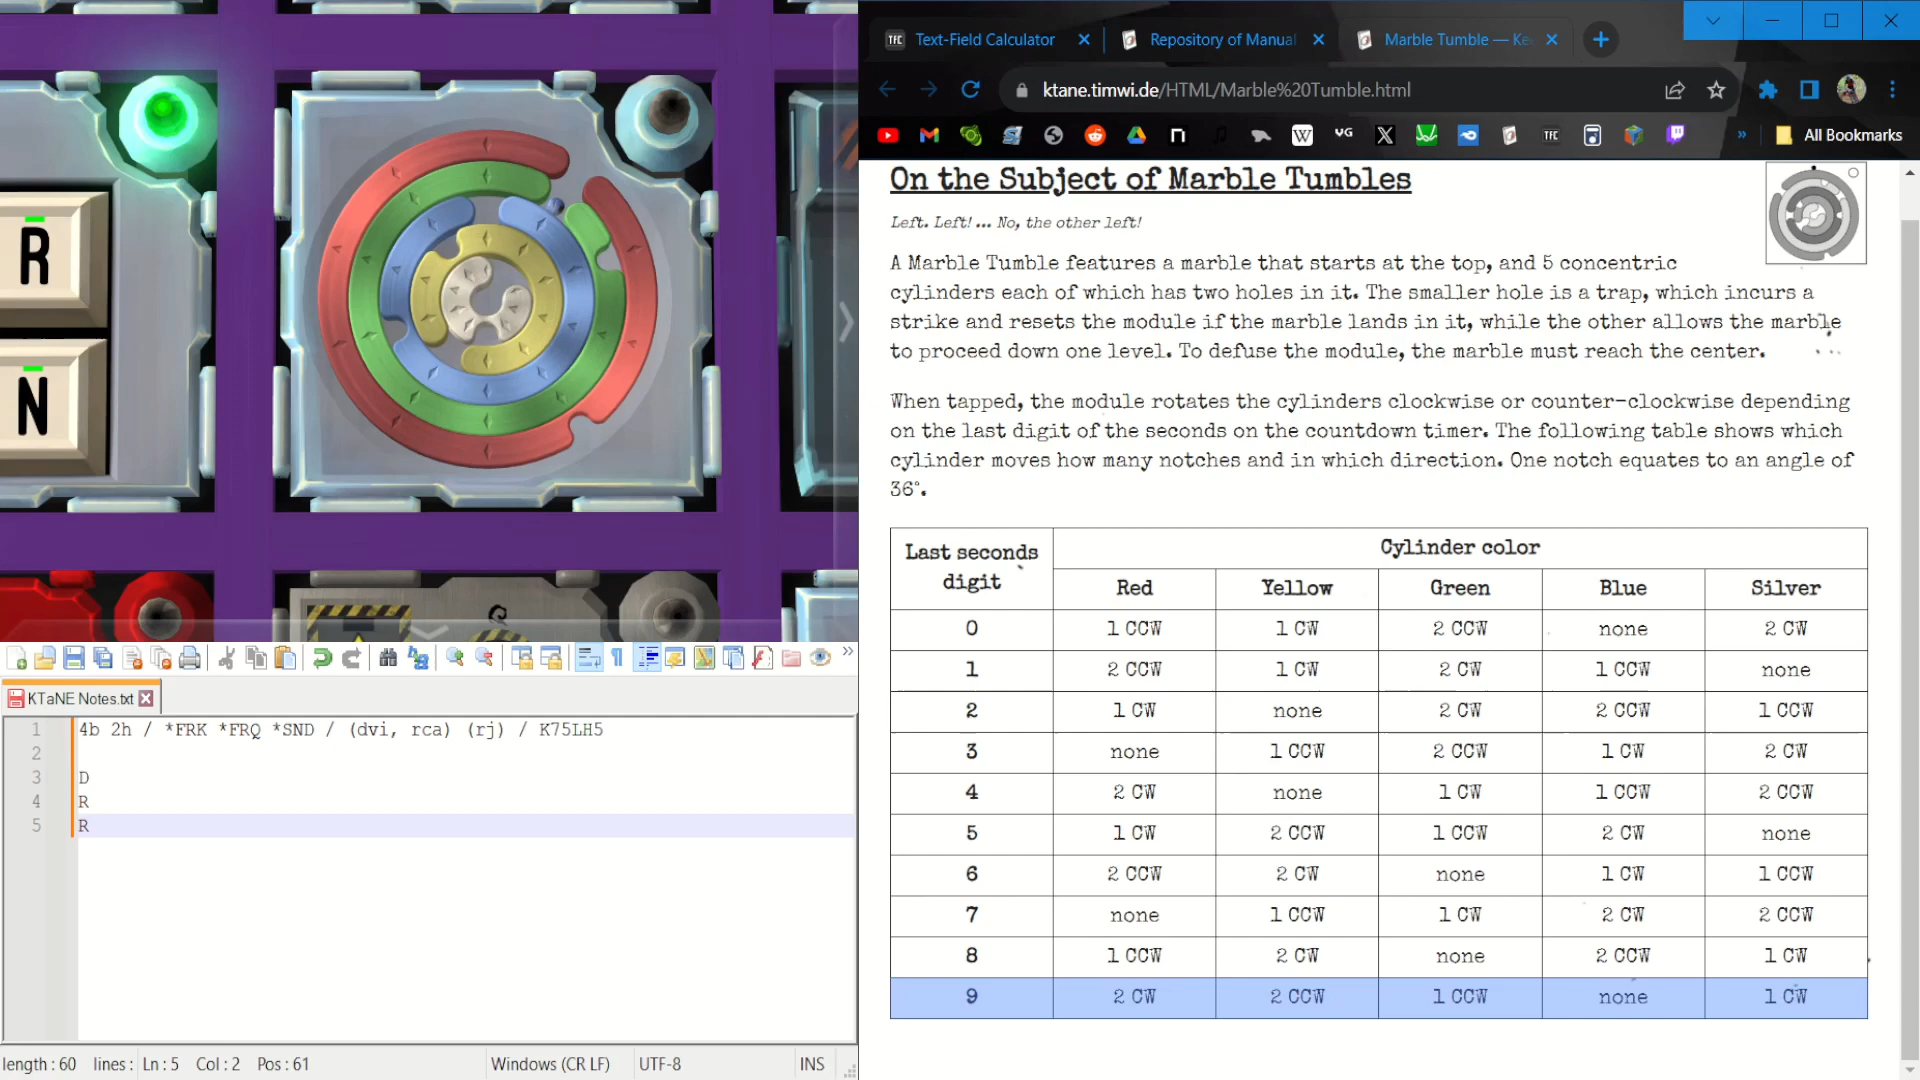 R
N
Text-Field Calculator
Repository of Manual
Marble Tumble — Ke
ktane.timwi.de/HTML/Marble%20Tumble.html
All Bookmarks
On the Subject of Marble Tumbles
Left. Left! ... No, the other left!
A Marble Tumble features a marble that starts at the top, and 5 concentric
cylinders each of which has two holes in it. The smaller hole is a trap, which incurs a
strike and resets the module if the marble lands in it, while the other allows the marble
to proceed down one level. To defuse the module, the marble must reach the center.
When tapped, the module rotates the cylinders clockwise or counter-clockwise depending
on the last digit of the seconds on the countdown timer. The following table shows which
cylinder moves how many notches and in which direction. One notch equates to an angle of
36°.
Last seconds digit Cylinder color
Red Yellow Green Blue Silver
0 1 CCW 1 CW 2 CCW none 2 CW
1 2 CCW 1 CW 2 CW 1 CCW none
2 1 CW none 2 CW 2 CCW 1 CCW
3 none 1 CCW 2 CCW 1 CW 2 CW
4 2 CW none 1 CW 1 CCW 2 CCW
5 1 CW 2 CCW 1 CCW 2 CW none
6 2 CCW 2 CW none 1 CW 1 CCW
7 none 1 CCW 1 CW 2 CW 2 CCW
8 1 CCW 2 CW none 2 CCW 1 CW
9 2 CW 2 CCW 1 CCW none 1 CW
KTaNE Notes.txt
1 4b 2h / *FRK *FRQ *SND / (dvi, rca) (rj) / K75LH5
2
3 D
4 R
5 R
length : 60 lines : Ln : 5 Col : 2 Pos : 61 Windows (CR LF) UTF-8 INS